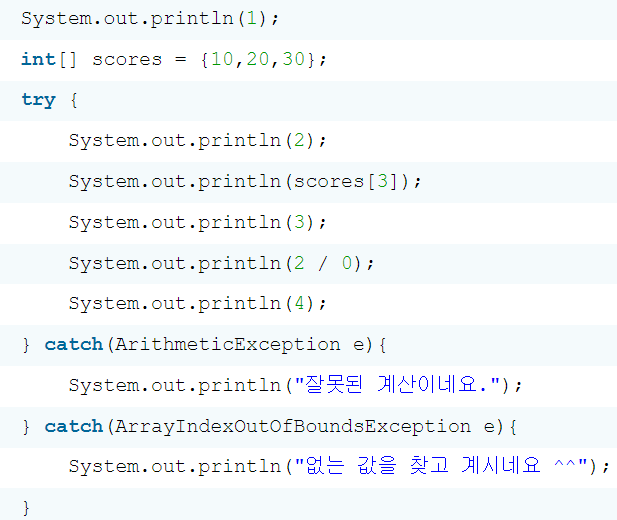 System.out.println(1);
int[] scores = {10,20,30};
try {
    System.out.println(2);
    System.out.println(scores[3]);
    System.out.println(3);
    System.out.println(2 / 0);
    System.out.println(4);
} catch(ArithmeticException e){
    System.out.println("잘못된 계산이네요.");
} catch(ArrayIndexOutOfBoundsException e){
    System.out.println("없는 값을 찾고 계시네요 ^^");
}